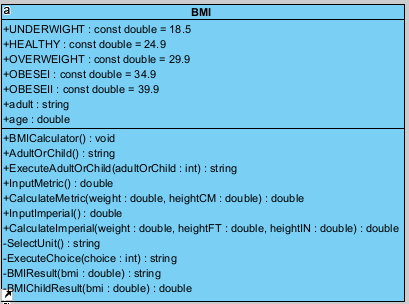 a
BMI
+UNDERWIGHT : const double = 18.5
+HEALTHY : const double = 24.9
+OVERWEIGHT : const double = 29.9
+OBESEI : const double = 34.9
+OBESEII : const double = 39.9
+adult : string
+age : double
+BMICalculator() : void
+AdultOrChild() : string
+ExecuteAdultOrChild(adultOrChild : int) : string
+InputMetric() : double
+CalculateMetric(weight : double, heightCM : double) : double
+InputImperial() : double
+CalculateImperial(weight : double, heightFT : double, heightIN : double) : double
-SelectUnit() : string
-ExecuteChoice(choice : int) : string
-BMIResult(bmi : double) : string
-BMIChildResult(bmi : double) : double